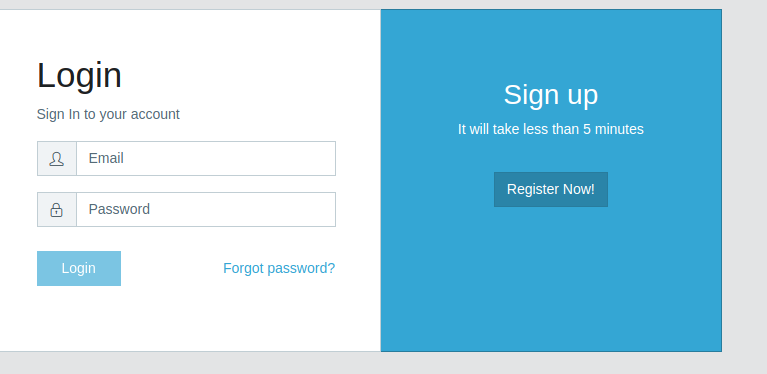 Login
Sign In to your account
Email
Password
Login
Forgot password?
Sign up
It will take less than 5 minutes
Register Now!